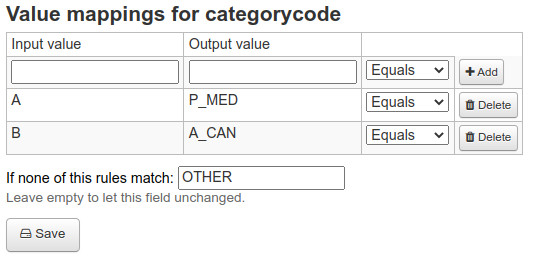 Value mappings for categorycode
Input value Output value
Equals Add
A P_MED Equals Delete
B A_CAN Equals Delete
If none of this rules match: OTHER
Leave empty to let this field unchanged.
Save